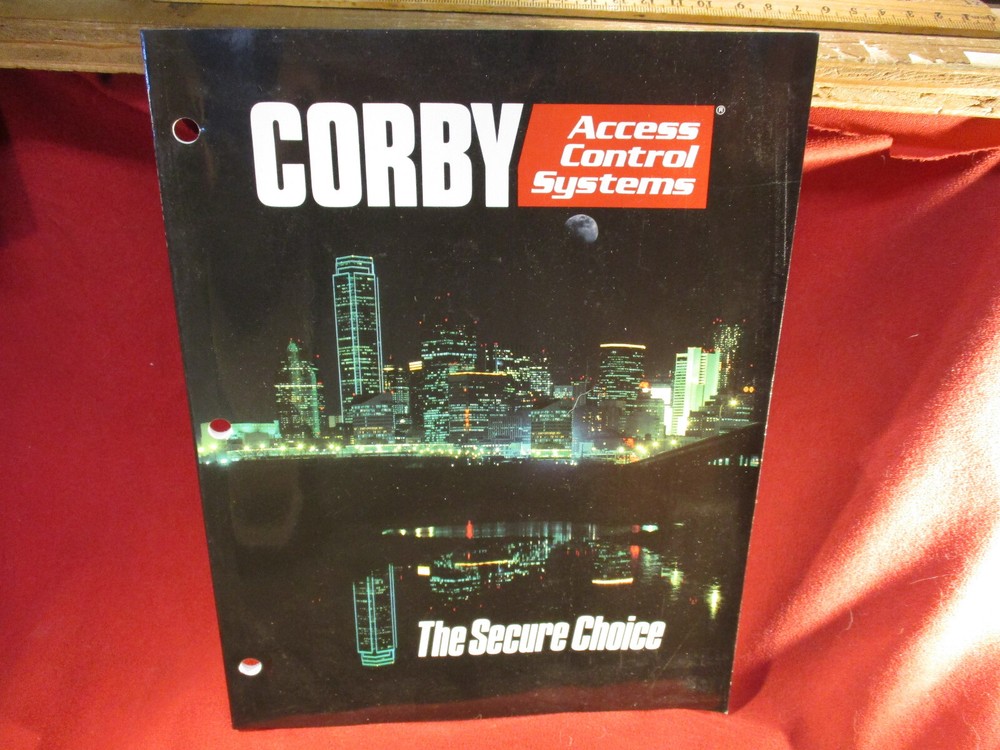 CORBY
Access
Control
Systems
®
The Secure Choice